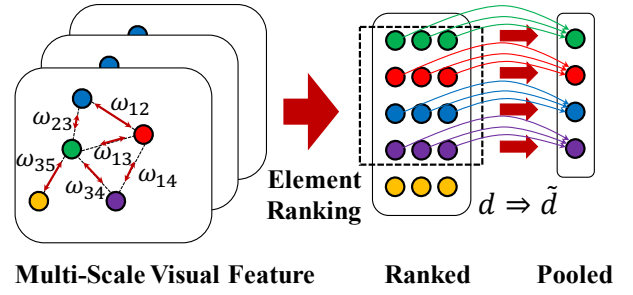 ω₂₃
ω₁₂
ω₃₅
ω₁₃
ω₃₄
ω₁₄
Element
Ranking
d ⇒ d̃
Multi-Scale Visual Feature
Ranked
Pooled